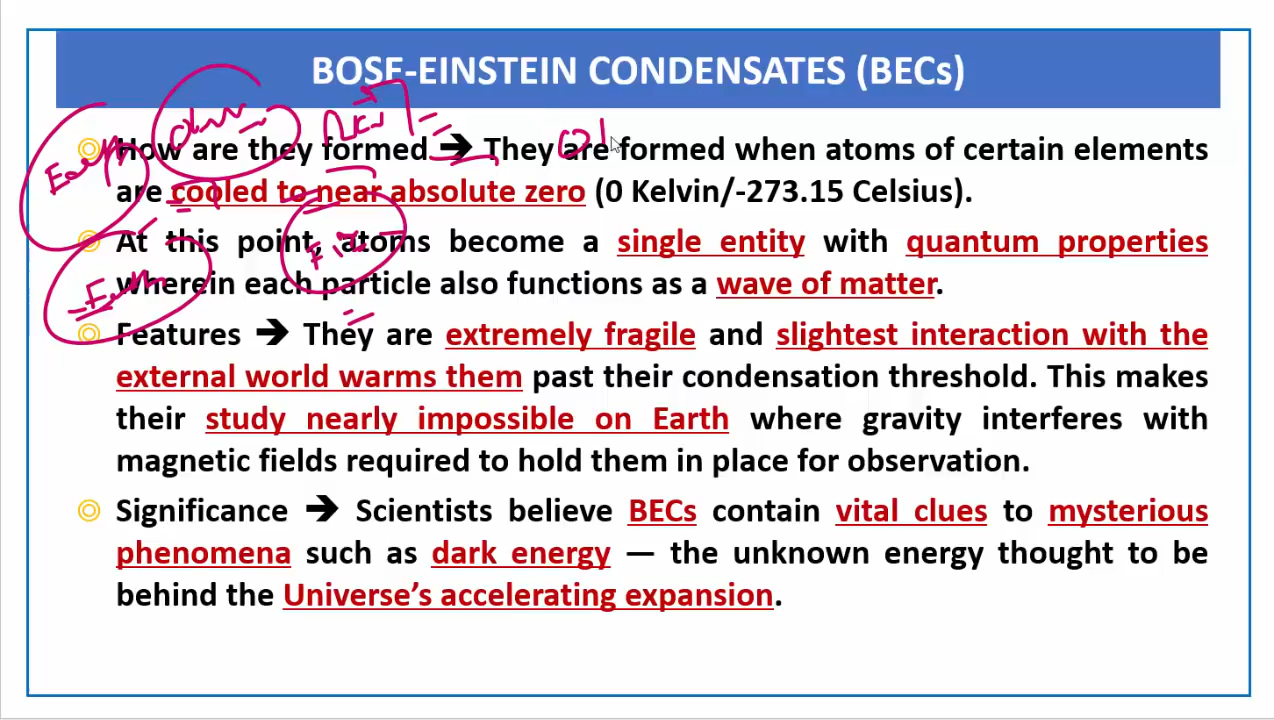 BOSE-EINSTEIN CONDENSATES (BECs)
How are they formed ➔ They are formed when atoms of certain elements
are cooled to near absolute zero (0 Kelvin/-273.15 Celsius).
At this point, atoms become a single entity with quantum properties
wherein each particle also functions as a wave of matter.
Features ➔ They are extremely fragile and slightest interaction with the
external world warms them past their condensation threshold. This makes
their study nearly impossible on Earth where gravity interferes with
magnetic fields required to hold them in place for observation.
Significance ➔ Scientists believe BECs contain vital clues to mysterious
phenomena such as dark energy — the unknown energy thought to be
behind the Universe’s accelerating expansion.
Earth